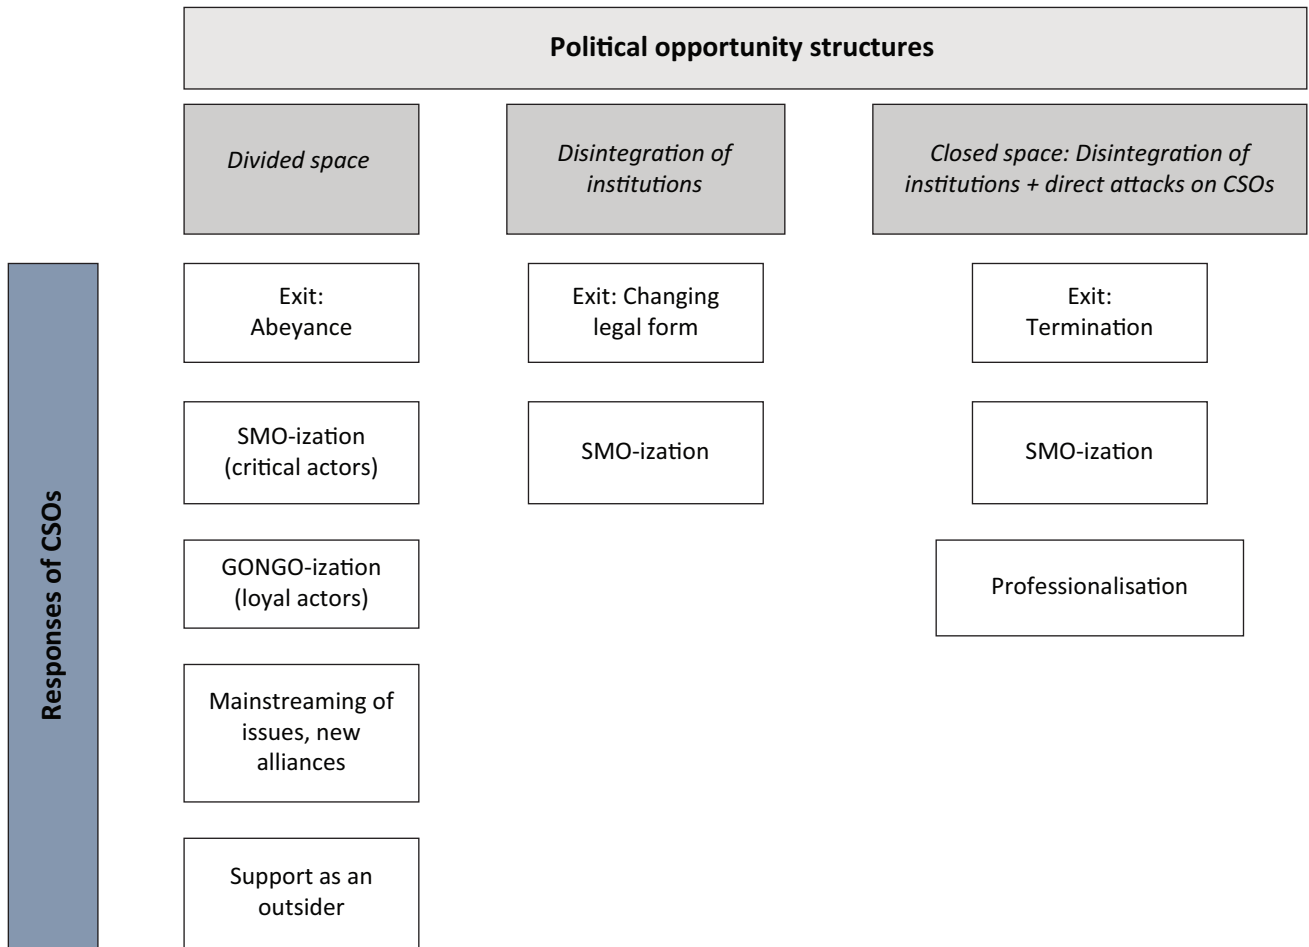 Political opportunity structures
Divided space
Disintegration of
institutions
Closed space: Disintegration of
institutions + direct attacks on CSOs
Responses of CSOs
Exit:
Abeyance
Exit: Changing
legal form
Exit:
Termination
SMO-ization
(critical actors)
SMO-ization
SMO-ization
GONGO-ization
(loyal actors)
Professionalisation
Mainstreaming of
issues, new
alliances
Support as an
outsider